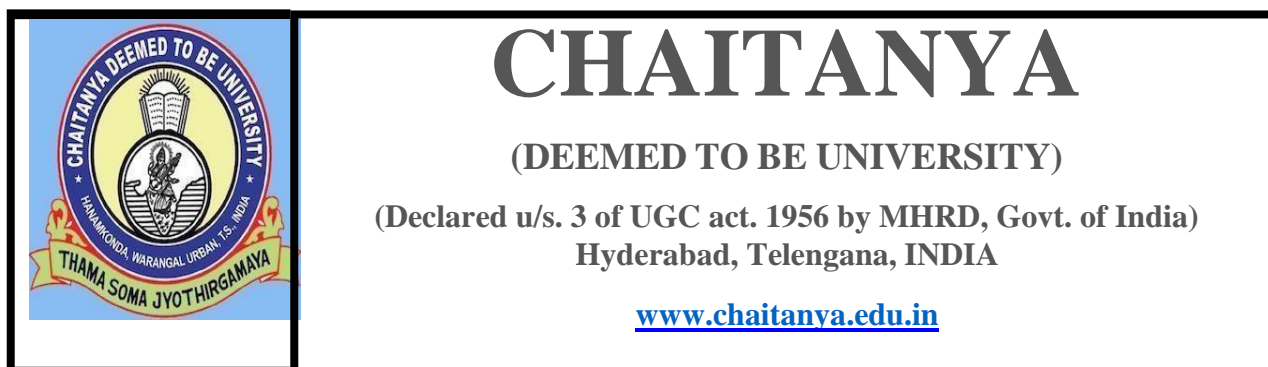 CHAITANYA DEEMED TO BE UNIVERSITY
HANAMKONDA, WARANGAL URBAN, T.S., INDIA
THAMA SOMA JYOTHIRGAMAYA
CHAITANYA
(DEEMED TO BE UNIVERSITY)
(Declared u/s. 3 of UGC act. 1956 by MHRD, Govt. of India)
Hyderabad, Telengana, INDIA
www.chaitanya.edu.in